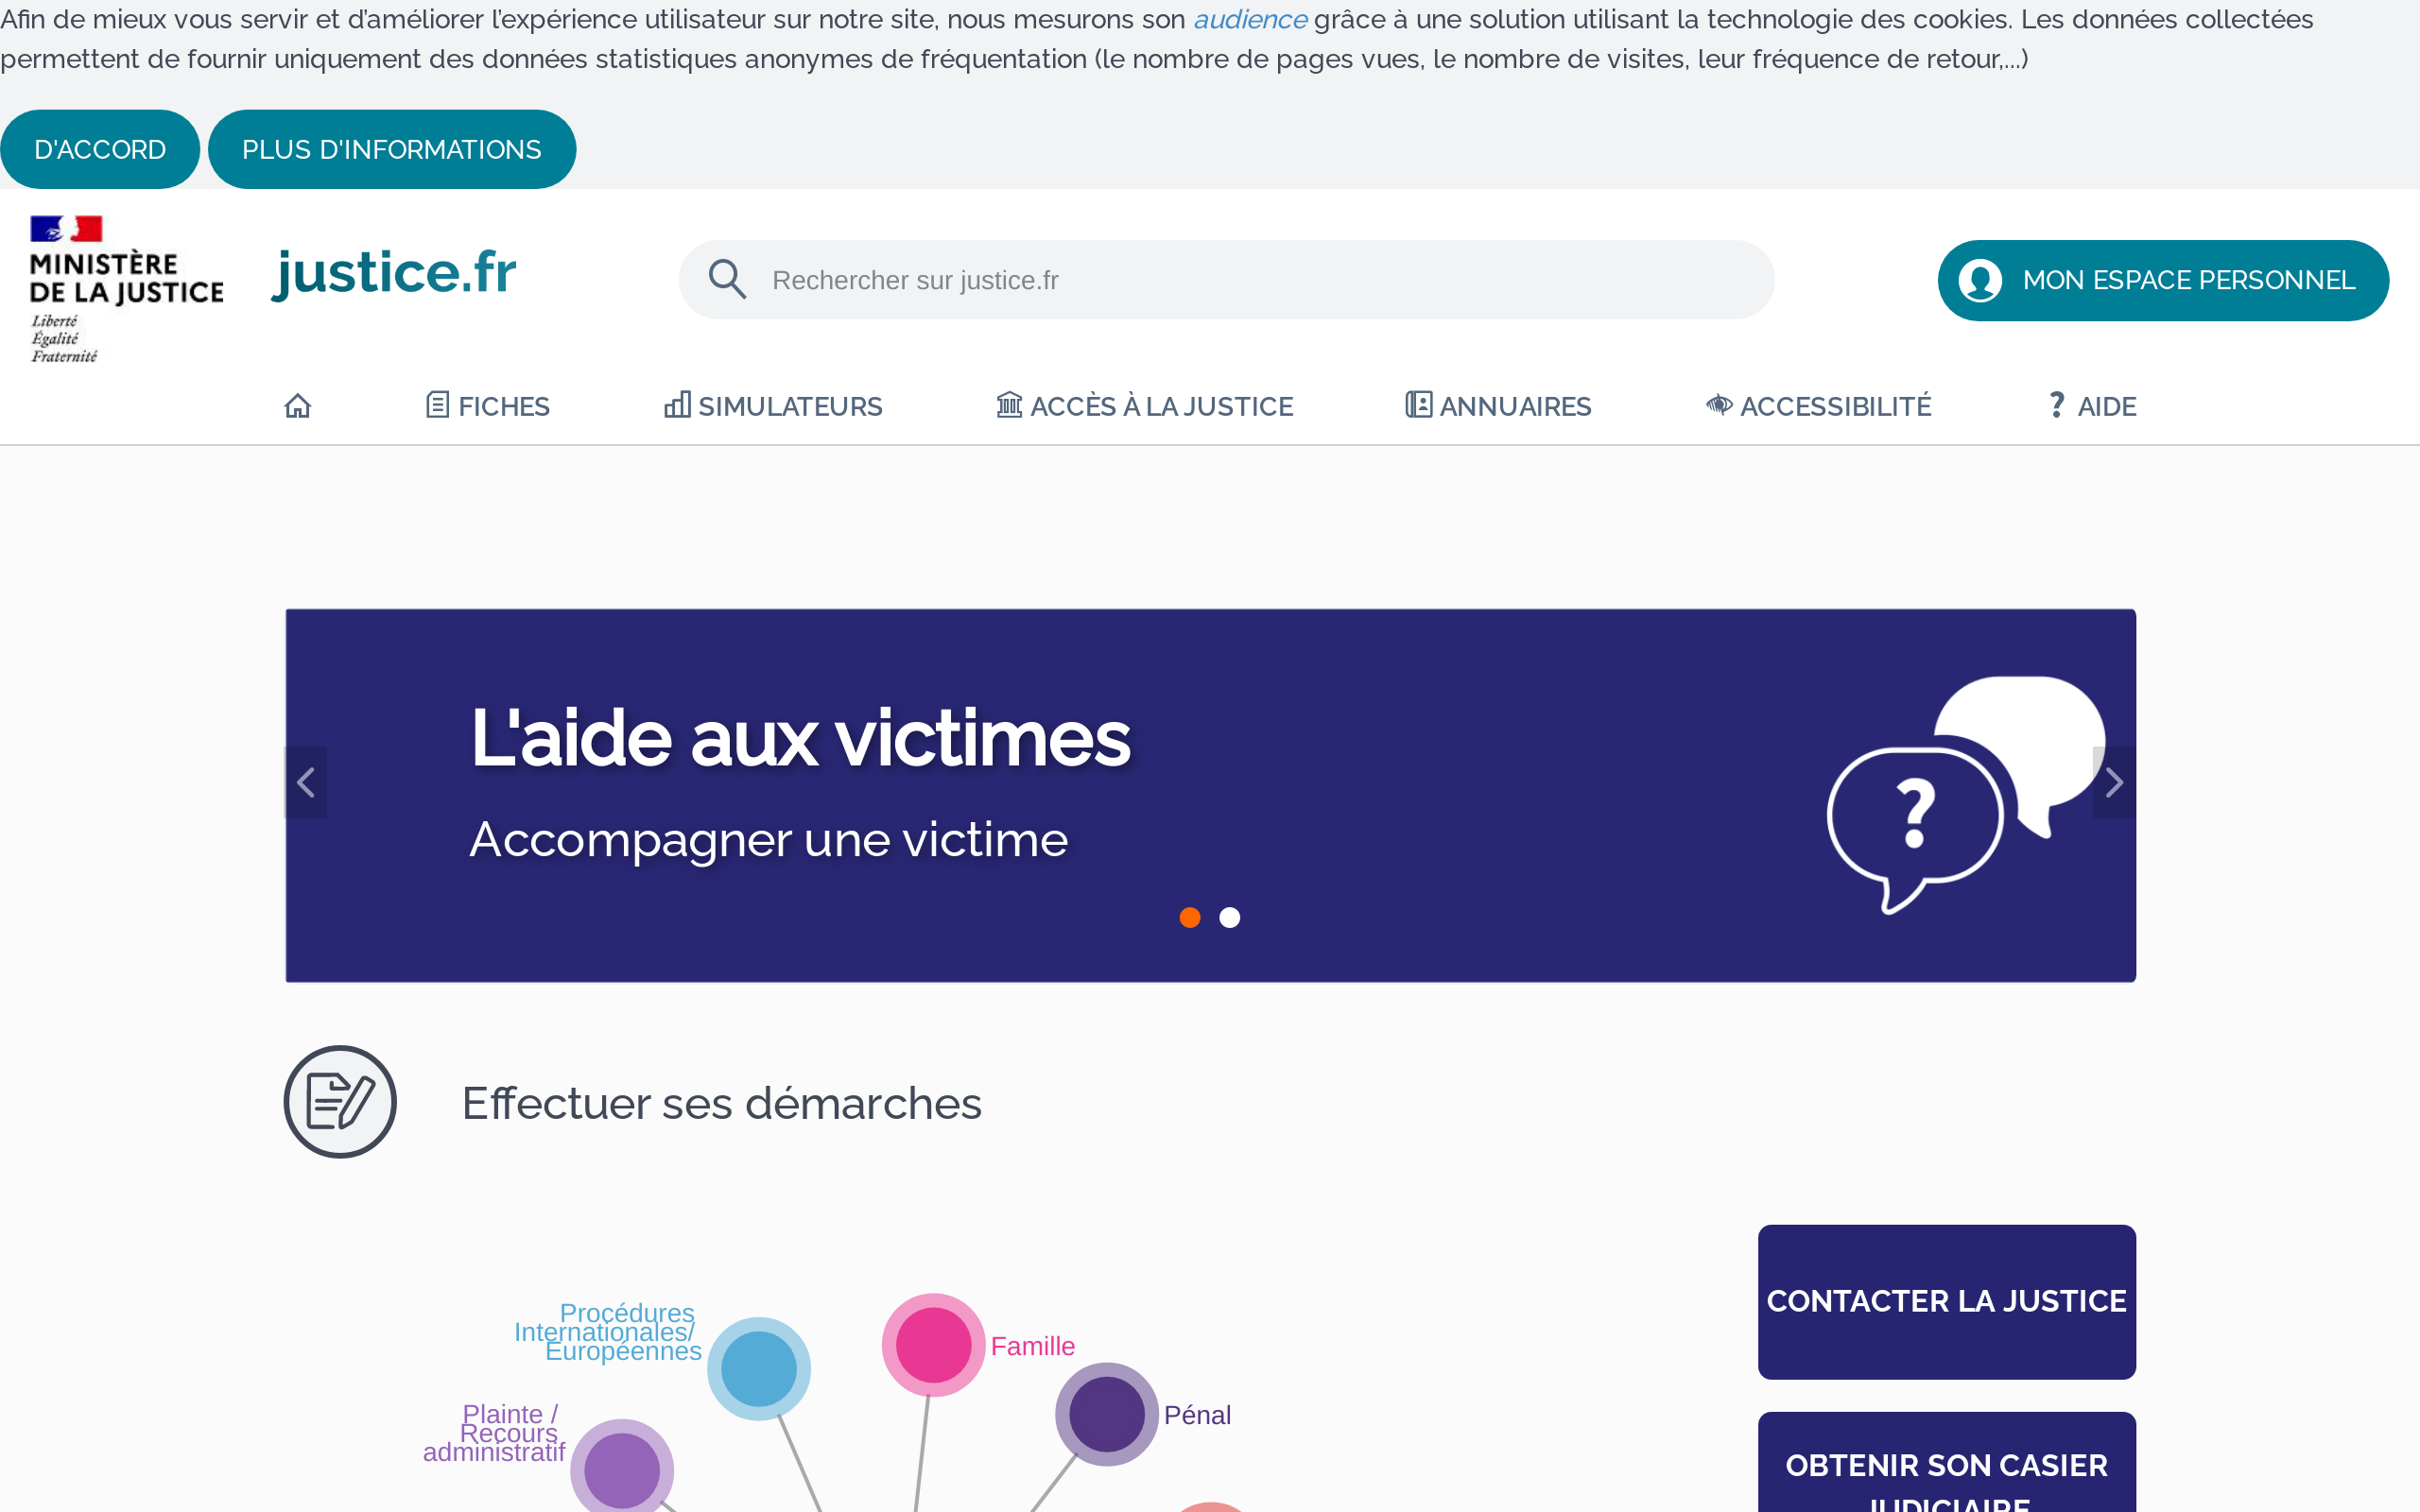 Afin de mieux vous servir et d’améliorer l’expérience utilisateur sur notre site, nous mesurons son audience grâce à une solution utilisant la technologie des cookies. Les données collectées
permettent de fournir uniquement des données statistiques anonymes de fréquentation (le nombre de pages vues, le nombre de visites, leur fréquence de retour,...)
D'ACCORD
PLUS D'INFORMATIONS
MINISTÈRE
DE LA JUSTICE
Liberté
Égalité
Fraternité
justice.fr
Rechercher sur justice.fr
MON ESPACE PERSONNEL
FICHES
SIMULATEURS
ACCÈS À LA JUSTICE
ANNUAIRES
ACCESSIBILITÉ
AIDE
L'aide aux victimes
Accompagner une victime
Effectuer ses démarches
Procédures
Internationales/
Européennes
Famille
Pénal
Plainte /
Recours
administratif
CONTACTER LA JUSTICE
OBTENIR SON CASIER
JUDICIAIRE